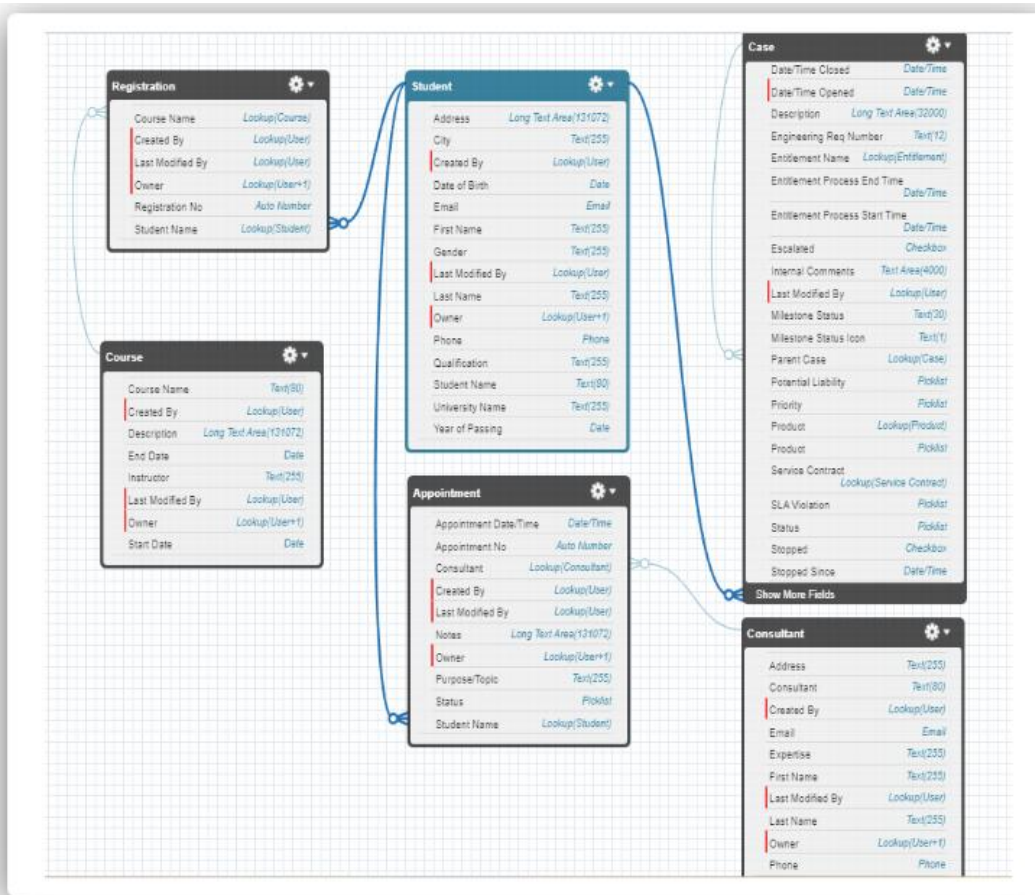 Registration
Course Name Lookup(Course)
Created By Lookup(User)
Last Modified By Lookup(User)
Owner Lookup(User+1)
Registration No Auto Number
Student Name Lookup(Student)
Course
Course Name Text(80)
Created By Lookup(User)
Description Long Text Area(131072)
End Date Date
Instructor Text(255)
Last Modified By Lookup(User)
Owner Lookup(User+1)
Start Date Date
Student
Address Long Text Area(131072)
City Text(255)
Created By Lookup(User)
Date of Birth Date
Email Email
First Name Text(255)
Gender Text(255)
Last Modified By Lookup(User)
Last Name Text(255)
Owner Lookup(User+1)
Phone Phone
Qualification Text(255)
Student Name Text(80)
University Name Text(255)
Year of Passing Date
Appointment
Appointment Date/Time Date/Time
Appointment No Auto Number
Consultant Lookup(Consultant)
Created By Lookup(User)
Last Modified By Lookup(User)
Notes Long Text Area(131072)
Owner Lookup(User+1)
Purpose/Topic Text(255)
Status Picklist
Student Name Lookup(Student)
Case
Date/Time Closed Date/Time
Date/Time Opened Date/Time
Description Long Text Area(32000)
Engineering Req Number Text(12)
Entitlement Name Lookup(Entitlement)
Entitlement Process End Time
Date/Time
Entitlement Process Start Time
Date/Time
Escalated Checkbox
Internal Comments Text Area(4000)
Last Modified By Lookup(User)
Milestone Status Text(30)
Milestone Status Icon Text(1)
Parent Case Lookup(Case)
Potential Liability Picklist
Priority Picklist
Product Lookup(Product)
Product Picklist
Service Contract
Lookup(Service Contract)
SLA Violation Picklist
Status Picklist
Stopped Checkbox
Stopped Since Date/Time
Show More Fields
Consultant
Address Text(255)
Consultant Text(80)
Created By Lookup(User)
Email Email
Expertise Text(255)
First Name Text(255)
Last Modified By Lookup(User)
Last Name Text(255)
Owner Lookup(User+1)
Phone Phone